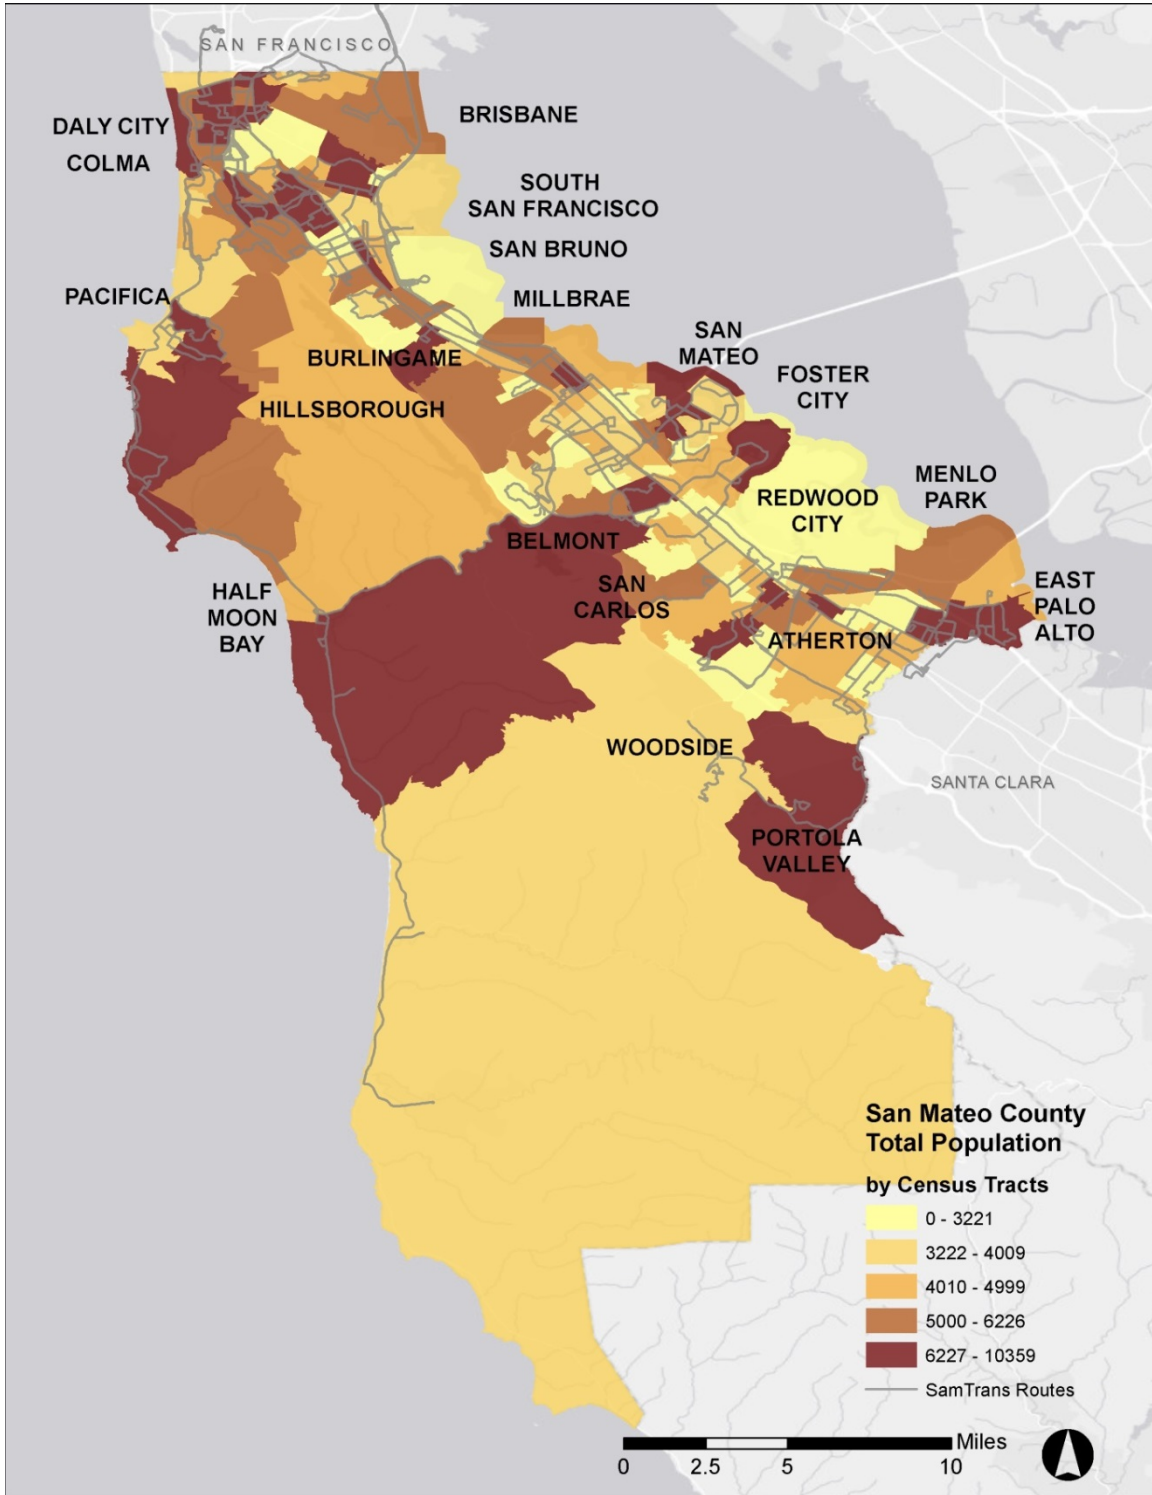 SAN FRANCISCO
DALY CITY
COLMA
BRISBANE
SOUTH
SAN FRANCISCO
SAN BRUNO
PACIFICA
MILLBRAE
BURLINGAME
SAN
MATEO
FOSTER
CITY
HILLSBOROUGH
MENLO
PARK
REDWOOD
CITY
BELMONT
HALF
MOON
BAY
SAN
CARLOS
EAST
PALO
ALTO
ATHERTON
WOODSIDE
SANTA CLARA
PORTOLA
VALLEY
San Mateo County
Total Population
by Census Tracts
0 - 3221
3222 - 4009
4010 - 4999
5000 - 6226
6227 - 10359
SamTrans Routes
Miles
0 2.5 5 10